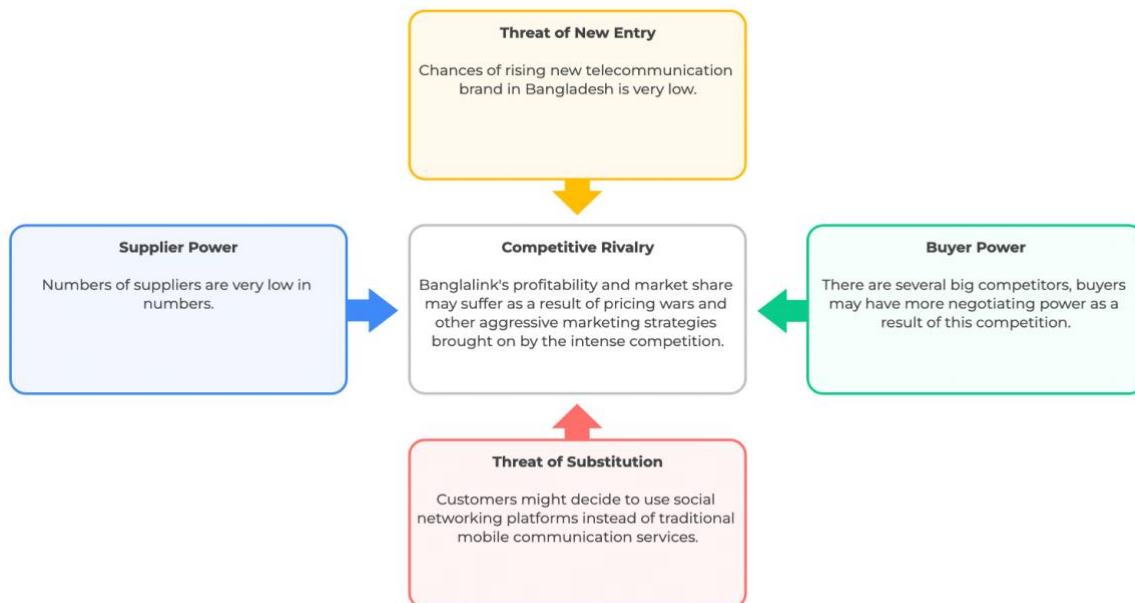 Threat of New Entry
Chances of rising new telecommunication
brand in Bangladesh is very low.
Supplier Power
Numbers of suppliers are very low in
numbers.
Competitive Rivalry
Banglalink's profitability and market share
may suffer as a result of pricing wars and
other aggressive marketing strategies
brought on by the intense competition.
Buyer Power
There are several big competitors, buyers
may have more negotiating power as a
result of this competition.
Threat of Substitution
Customers might decide to use social
networking platforms instead of traditional
mobile communication services.